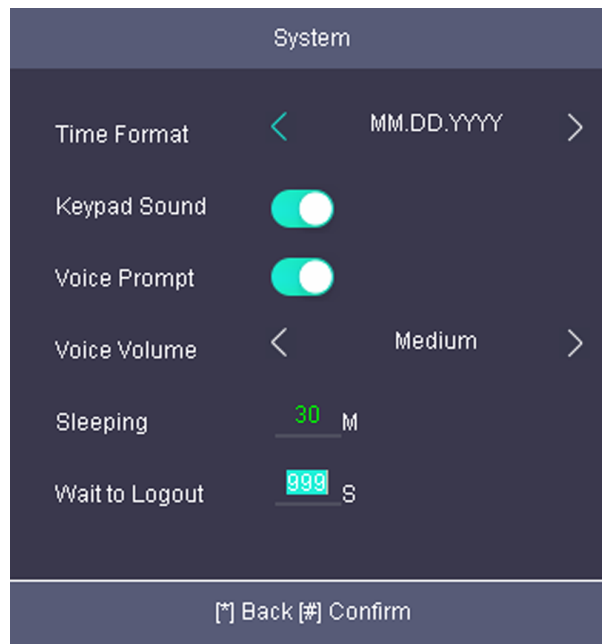 System
Time Format MM.DD.YYYY
Keypad Sound
Voice Prompt
Voice Volume Medium
Sleeping 30 M
Wait to Logout 999 S
[*] Back [#] Confirm